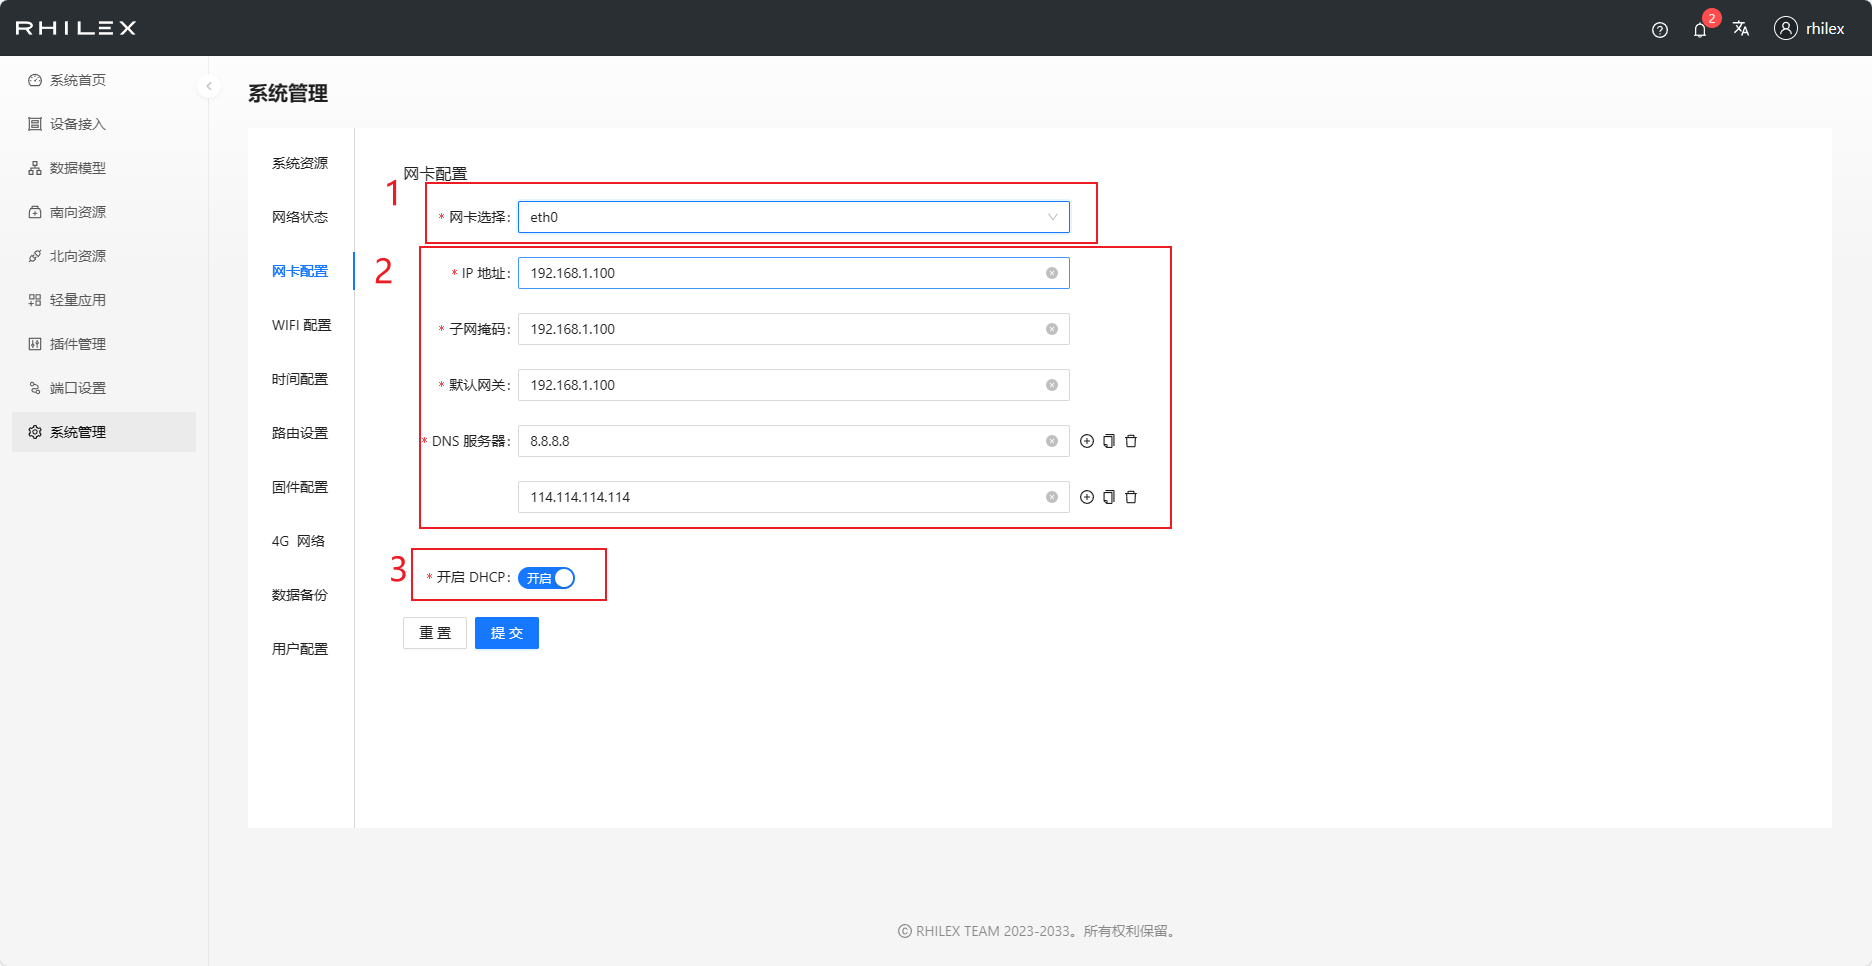 RHILEX
2
rhilex
系统首页
设备接入
数据模型
南向资源
北向资源
轻量应用
插件管理
端口设置
系统管理
系统管理
系统资源
网络状态
网卡配置
WIFI 配置
时间配置
路由设置
固件配置
4G 网络
数据备份
用户配置
网卡配置
1
* 网卡选择: eth0
2
* IP 地址: 192.168.1.100
* 子网掩码: 192.168.1.100
* 默认网关: 192.168.1.100
* DNS 服务器: 8.8.8.8
114.114.114.114
3
* 开启 DHCP: 开启
重 置 提 交
© RHILEX TEAM 2023-2033。所有权利保留。